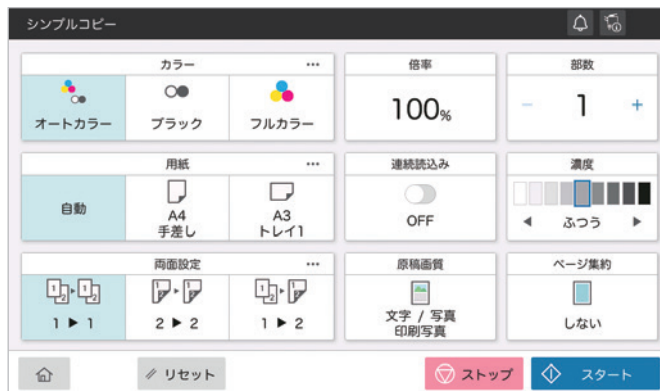 シンプルコピー
カラー
オートカラー
ブラック
フルカラー
倍率
100%
部数
− 1 +
用紙
自動
A4
手差し
A3
トレイ1
連続読込み
OFF
濃度
◀ ふつう ▶
両面設定
1 ▶ 1
2 ▶ 2
1 ▶ 2
原稿画質
文字 / 写真
印刷写真
ページ集約
しない
リセット
ストップ
スタート